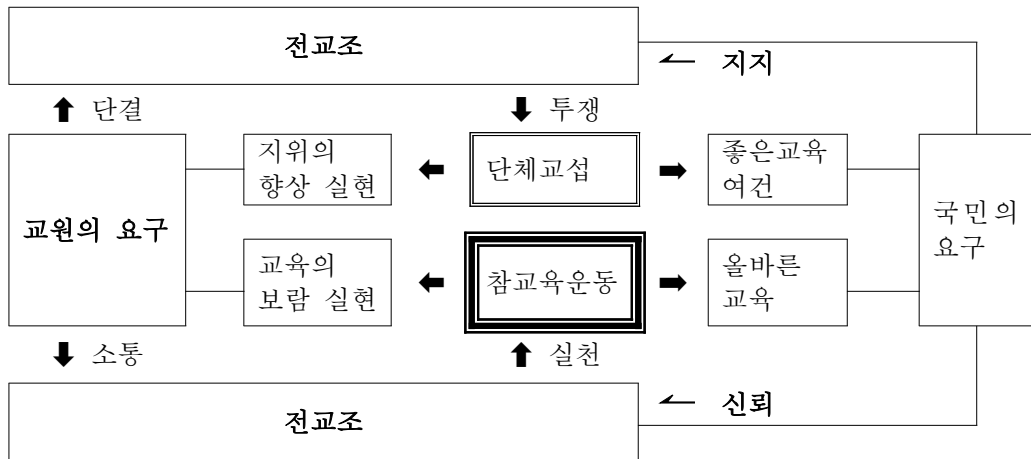 전교조
지지
단결
투쟁
지위의
향상 실현
단체교섭
좋은교육
여건
교원의 요구
국민의
요구
교육의
보람 실현
참교육운동
올바른
교육
소통
실천
전교조
신뢰